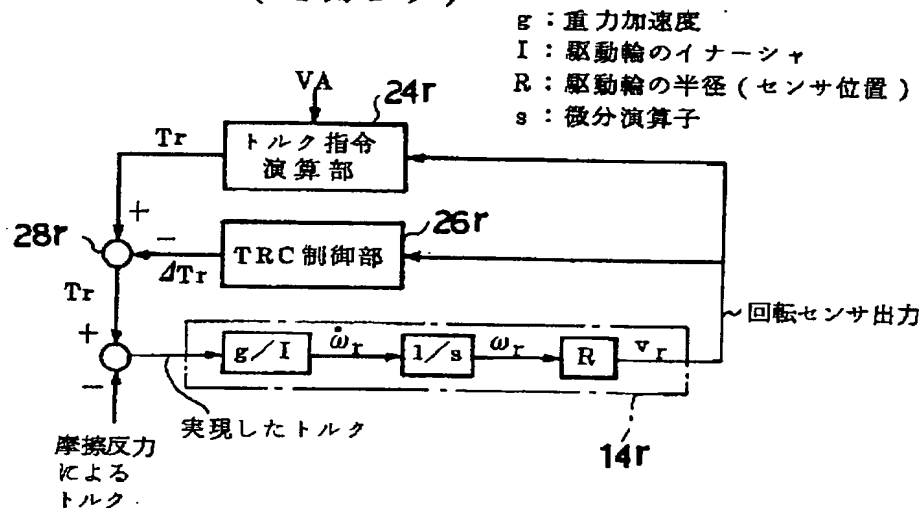 g：重力加速度
I：駆動輪のイナーシャ
R：駆動輪の半径（センサ位置）
s：微分演算子
VA
24r
Tr
トルク指令
演算部
+
28r
−
26r
TRC制御部
ΔTr
Tr
+
回転センサ出力
g/I
ω̇r
1/s
ωr
R
vr
−
実現したトルク
14r
摩擦反力
による
トルク